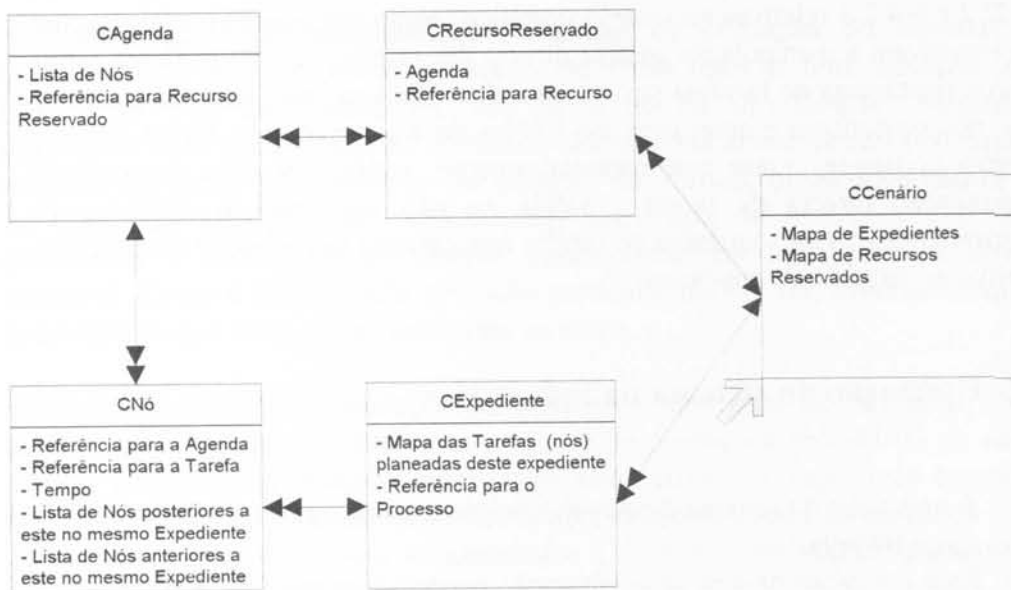 CAgenda
- Lista de Nós
- Referência para Recurso
Reservado
CRecursoReservado
- Agenda
- Referência para Recurso
CCenário
- Mapa de Expedientes
- Mapa de Recursos
Reservados
CNó
- Referência para a Agenda
- Referência para a Tarefa
- Tempo
- Lista de Nós posteriores a
este no mesmo Expediente
- Lista de Nós anteriores a
este no mesmo Expediente
CExpediente
- Mapa das Tarefas (nós)
planeadas deste expediente
- Referência para o
Processo